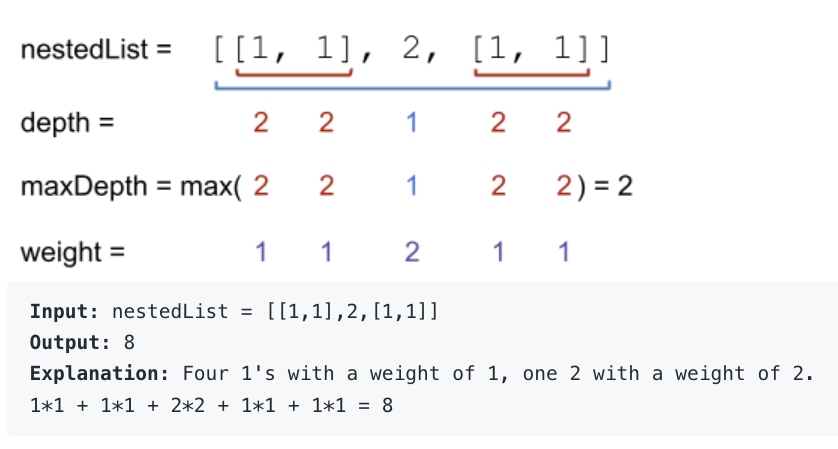 nestedList = [[1, 1], 2, [1, 1]]
depth = 2 2 1 2 2
maxDepth = max( 2 2 1 2 2 ) = 2
weight = 1 1 2 1 1
Input: nestedList = [[1,1],2,[1,1]]
Output: 8
Explanation: Four 1's with a weight of 1, one 2 with a weight of 2.
1*1 + 1*1 + 2*2 + 1*1 + 1*1 = 8